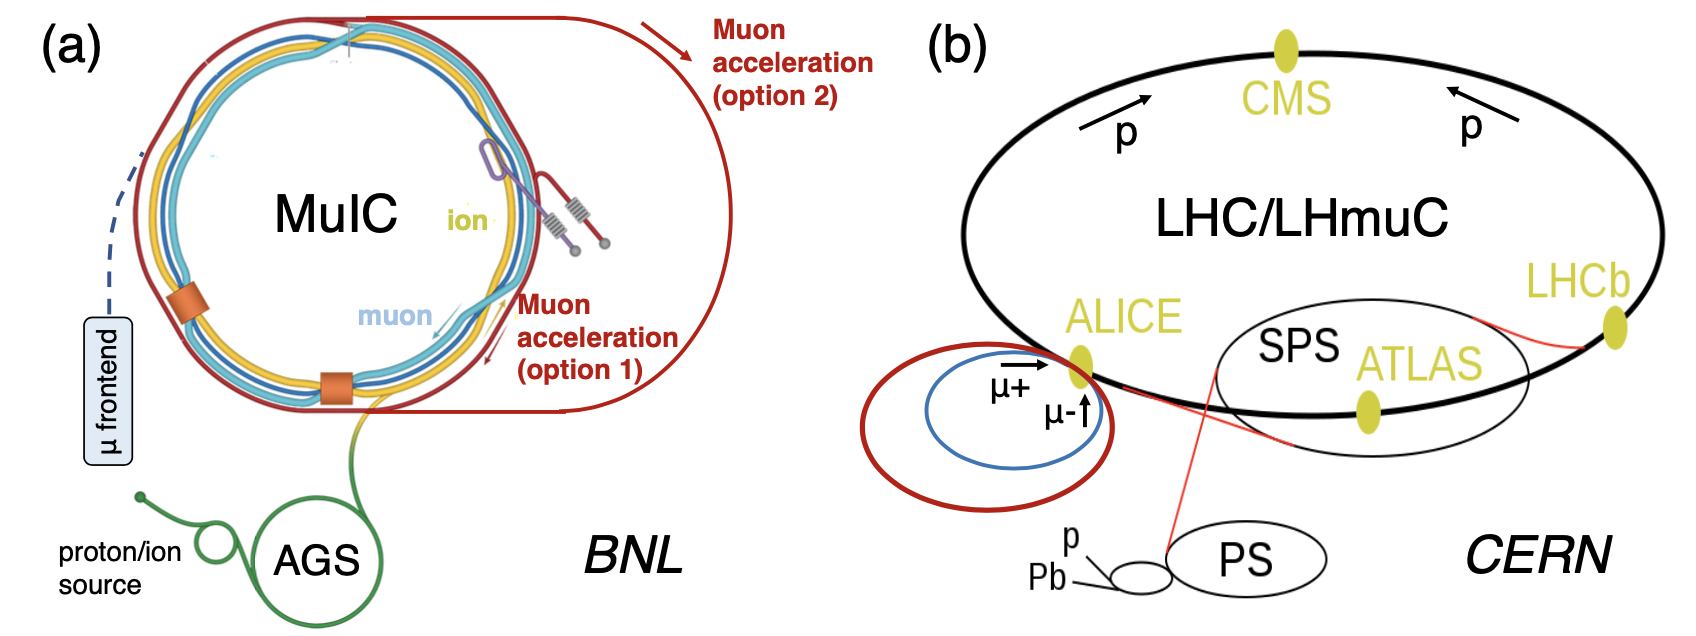 (a)
Muon
acceleration
(option 2)
MuIC
ion
muon
Muon
acceleration
(option 1)
μ frontend
proton/ion
source
AGS
BNL
(b)
CMS
p
p
LHC/LHmuC
ALICE
LHCb
SPS
ATLAS
μ+
μ-
p
Pb
PS
CERN